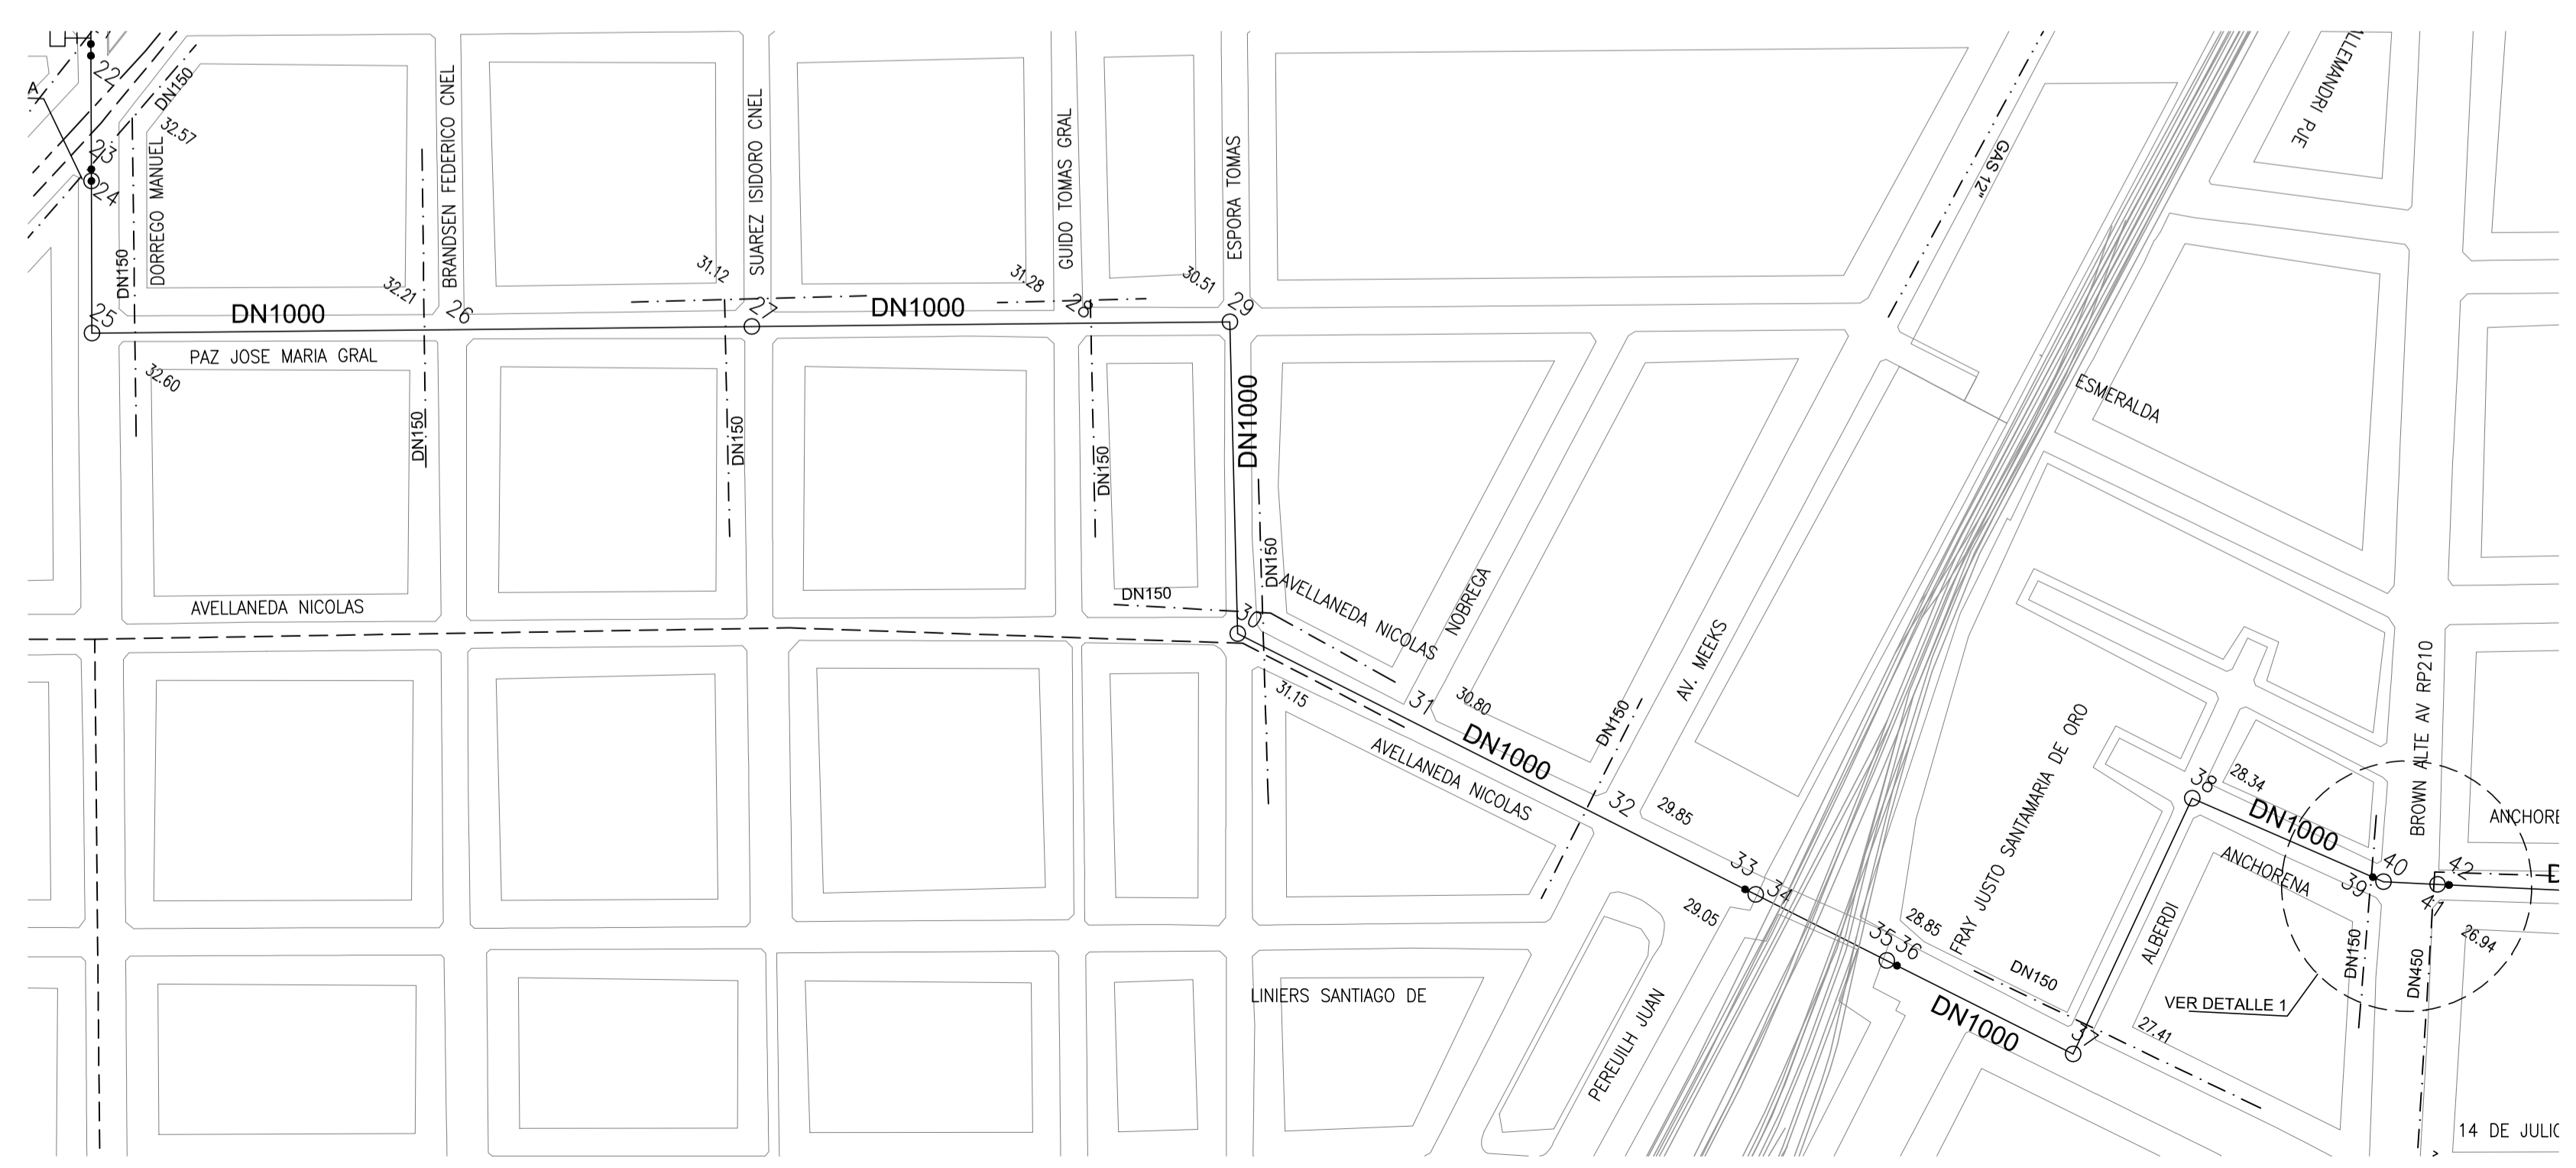 22
DN150
A
32.57
23
24
DORREGO MANUEL
DN150
BRANDSEN FEDERICO CNEL
SUAREZ ISIDORO CNEL
GUIDO TOMAS GRAL
ESPORA TOMAS
GAS 12"
ESMERALDA
32.21
31.12
31.28
30.51
25
DN1000
26
27
DN1000
28
29
PAZ JOSE MARIA GRAL
32.60
DN150
DN150
DN150
DN1000
DN150
AVELLANEDA NICOLAS
DN150
30
AVELLANEDA NICOLAS
NOBREGA
AV. MEEKS
31.15
31
30.80
DN150
DN1000
AVELLANEDA NICOLAS
32
29.85
33
34
29.05
35
36
28.85
FRAY JUSTO SANTAMARIA DE ORO
DN150
DN1000
37
27.41
ALBERDI
38
28.34
DN1000
ANCHORENA
BROWN ALTE AV RP210
39
40
41
42
26.94
DN150
DN450
VER DETALLE 1
LINIERS SANTIAGO DE
PEREUILH JUAN
14 DE JULIO